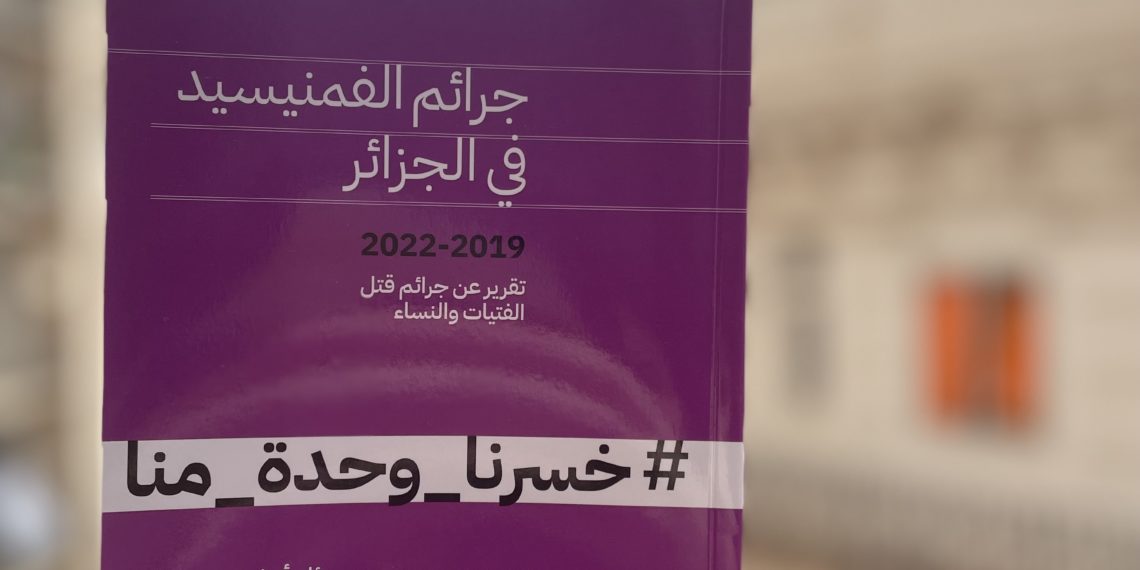 جرائم الفمنيسيد
في الجزائر
2022-2019
تقرير عن جرائم قتل
الفتيات والنساء
#خسرنا_وحدة_منا